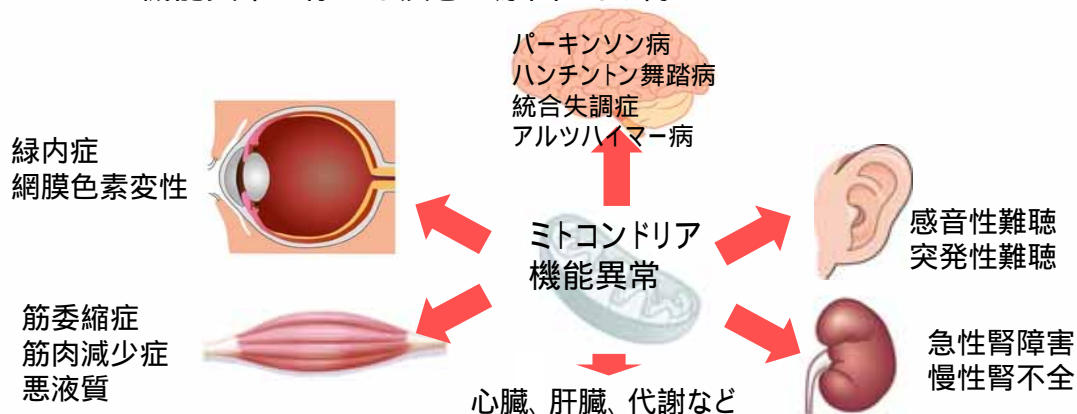 パーキンソン病
ハンチントン舞踏病
統合失調症
アルツハイマー病
緑内症
網膜色素変性
ミトコンドリア
機能異常
感音性難聴
突発性難聴
筋委縮症
筋肉減少症
悪液質
急性腎障害
慢性腎不全
心臓、肝臓、代謝など